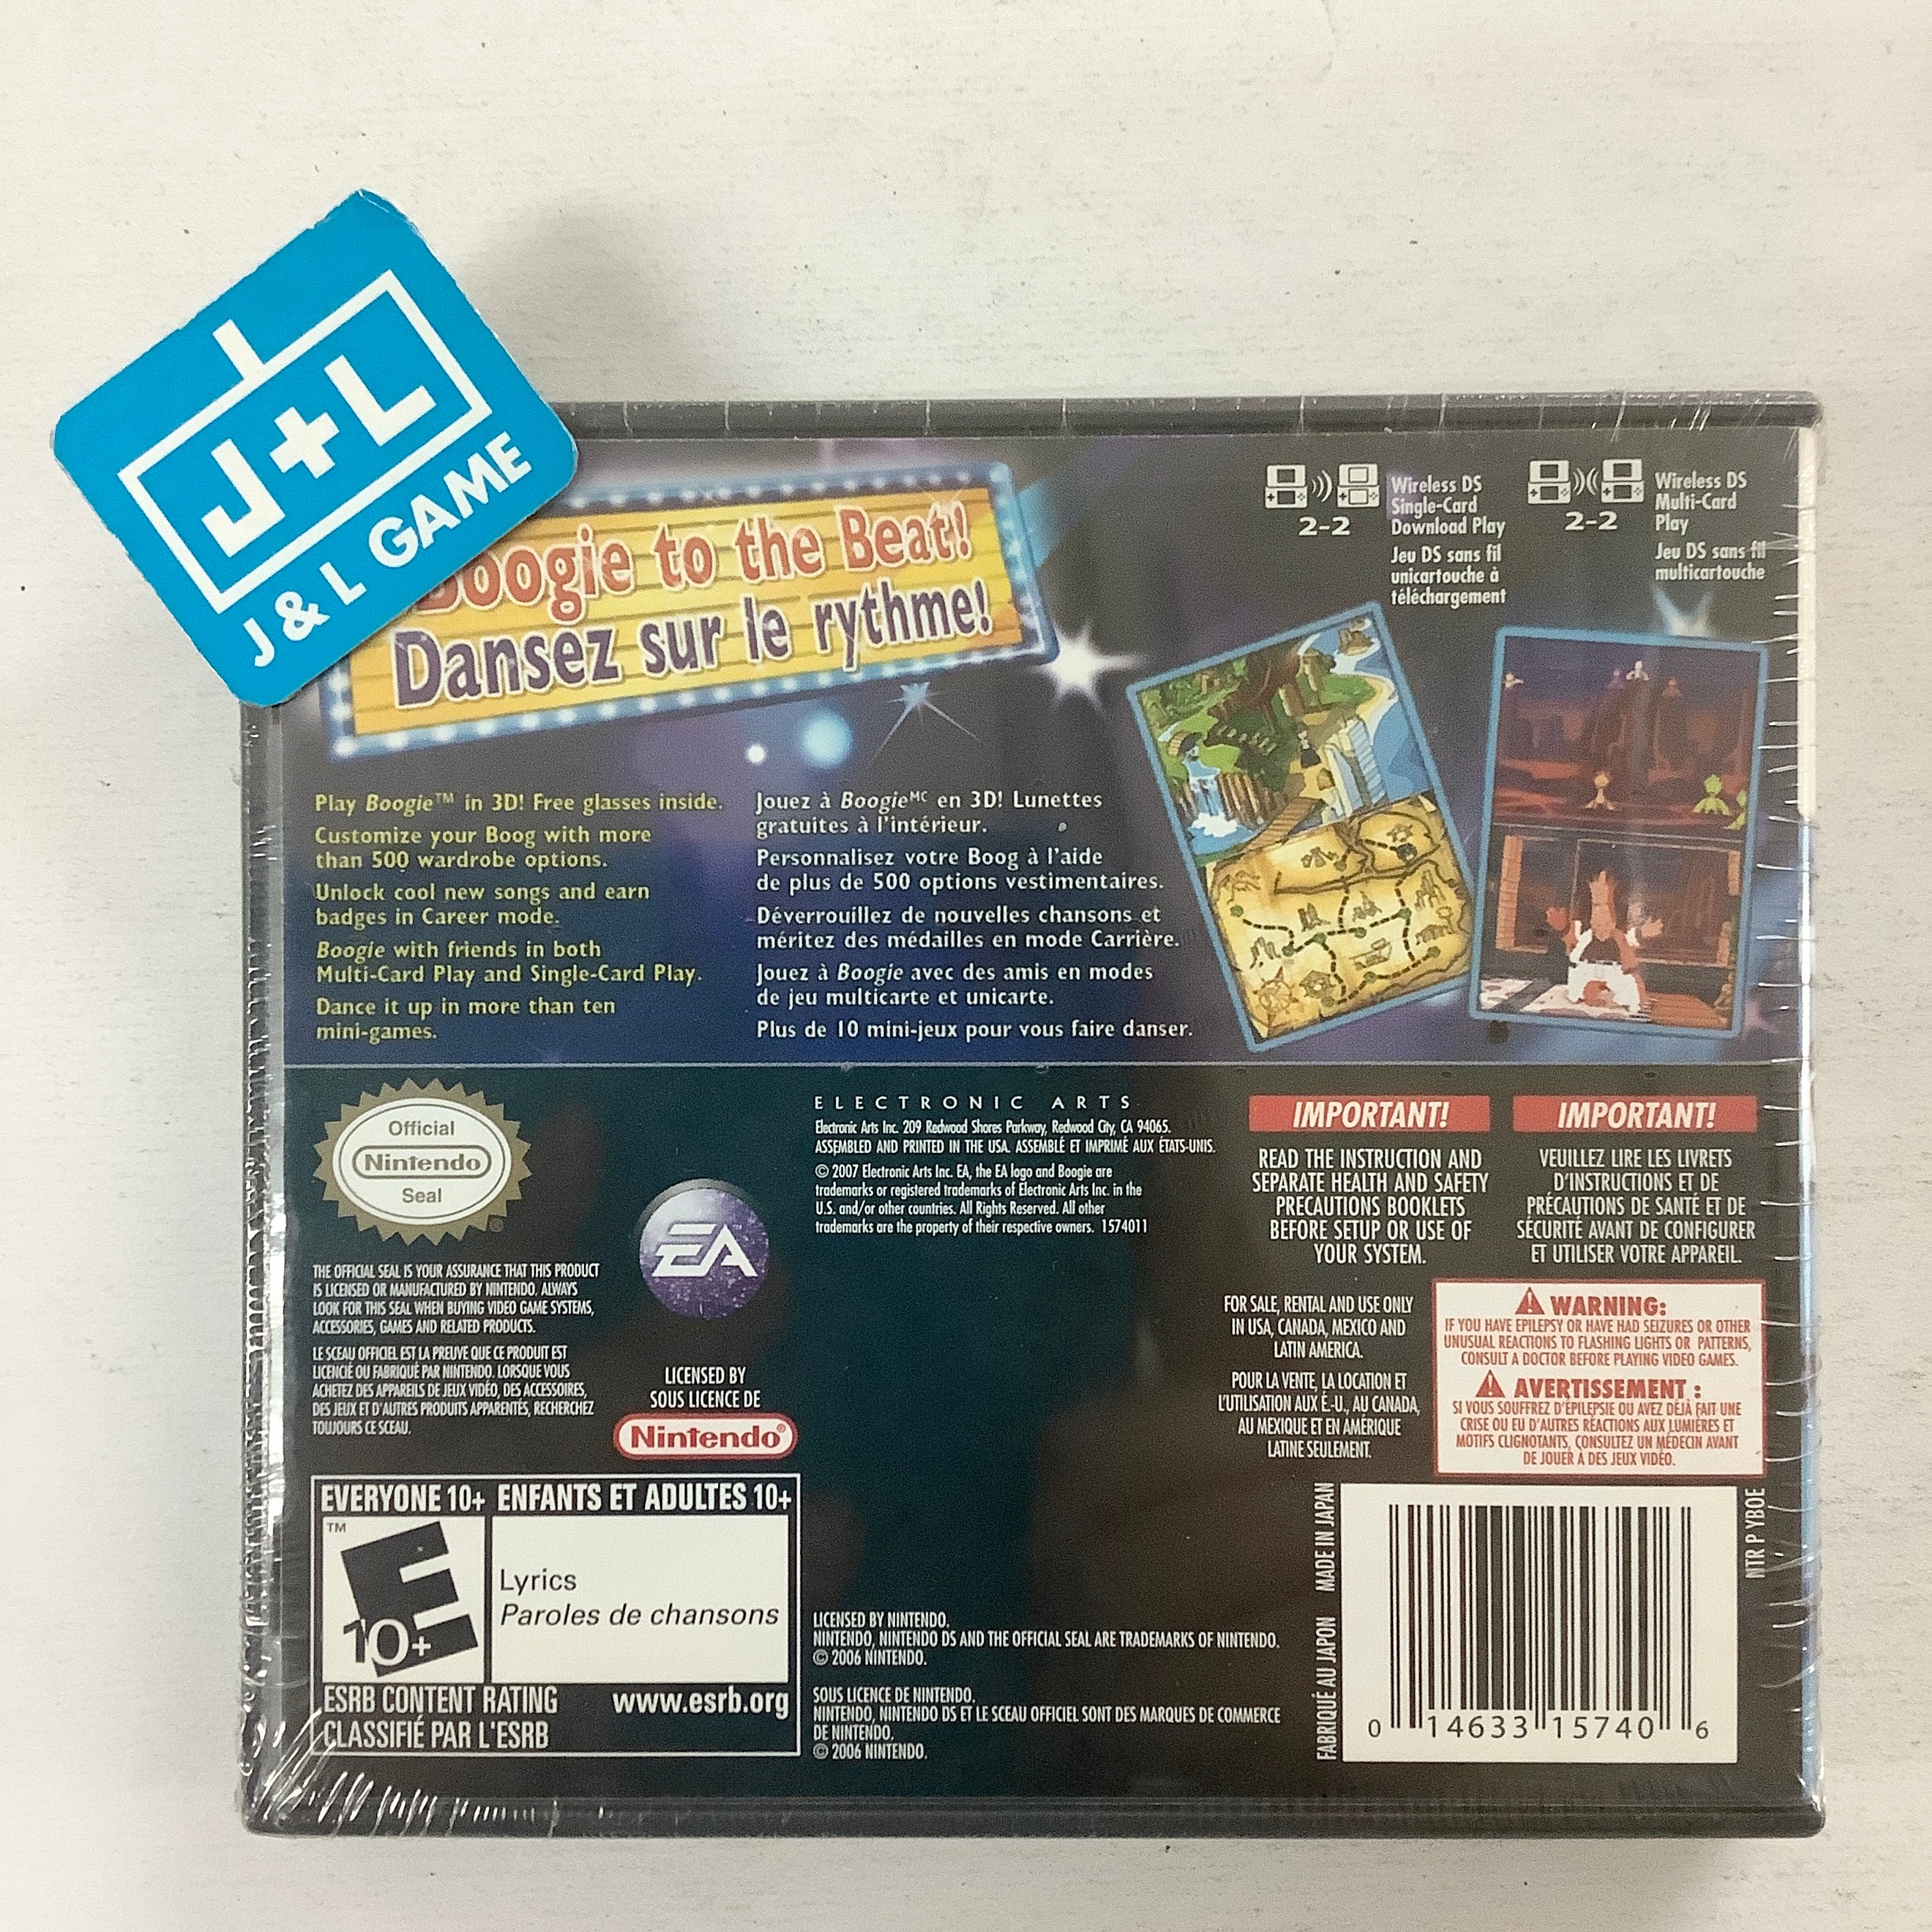 J+L
J & L GAME
Boogie to the Beat!
Dansez sur le rythme!
Wireless DS
Single-Card
Download Play
2-2
Jeu DS sans fil
unicartouche à
téléchargement
Wireless DS
Multi-Card
Play
2-2
Jeu DS sans fil
multicartouche
Play Boogie™ in 3D! Free glasses inside.
Customize your Boog with more
than 500 wardrobe options.
Unlock cool new songs and earn
badges in Career mode.
Boogie with friends in both
Multi-Card Play and Single-Card Play.
Dance it up in more than ten
mini-games.
Jouez à Boogie MC en 3D! Lunettes
gratuites à l'intérieur.
Personnalisez votre Boog à l'aide
de plus de 500 options vestimentaires.
Déverrouillez de nouvelles chansons et
méritez des médailles en mode Carrière.
Jouez à Boogie avec des amis en modes
de jeu multicarte et unicarte.
Plus de 10 mini-jeux pour vous faire danser.
Official
Nintendo
Seal
®
THE OFFICIAL SEAL IS YOUR ASSURANCE THAT THIS PRODUCT
IS LICENSED OR MANUFACTURED BY NINTENDO. ALWAYS
LOOK FOR THIS SEAL WHEN BUYING VIDEO GAME SYSTEMS,
ACCESSORIES, GAMES AND RELATED PRODUCTS.
LE SCEAU OFFICIEL EST LA PREUVE QUE CE PRODUIT EST
LICENCIÉ OU FABRIQUÉ PAR NINTENDO. LORSQUE VOUS
ACHETEZ DES APPAREILS DE JEUX VIDÉO, DES ACCESSOIRES,
DES JEUX ET D'AUTRES PRODUITS APPARENTÉS, RECHERCHEZ
TOUJOURS CE SCEAU.
EA
LICENSED BY
SOUS LICENCE DE
Nintendo®
ELECTRONIC ARTS
Electronic Arts Inc. 209 Redwood Shores Parkway, Redwood City, CA 94065.
ASSEMBLED AND PRINTED IN THE USA. ASSEMBLÉ ET IMPRIMÉ AUX ÉTATS-UNIS.
© 2007 Electronic Arts Inc. EA, the EA logo and Boogie are
trademarks or registered trademarks of Electronic Arts Inc. in the
U.S. and/or other countries. All Rights Reserved. All other
trademarks are the property of their respective owners. 1574011
IMPORTANT!
READ THE INSTRUCTION AND
SEPARATE HEALTH AND SAFETY
PRECAUTIONS BOOKLETS
BEFORE SETUP OR USE OF
YOUR SYSTEM.
IMPORTANT!
VEUILLEZ LIRE LES LIVRETS
D'INSTRUCTIONS ET DE
PRÉCAUTIONS DE SANTÉ ET DE
SÉCURITÉ AVANT DE CONFIGURER
ET UTILISER VOTRE APPAREIL.
FOR SALE, RENTAL AND USE ONLY
IN USA, CANADA, MEXICO AND
LATIN AMERICA.
POUR LA VENTE, LA LOCATION ET
L'UTILISATION AUX É.-U., AU CANADA,
AU MEXIQUE ET EN AMÉRIQUE
LATINE SEULEMENT.
WARNING:
IF YOU HAVE EPILEPSY OR HAVE HAD SEIZURES OR OTHER
UNUSUAL REACTIONS TO FLASHING LIGHTS OR PATTERNS,
CONSULT A DOCTOR BEFORE PLAYING VIDEO GAMES.
AVERTISSEMENT :
SI VOUS SOUFFREZ D'ÉPILEPSIE OU AVEZ DÉJÀ FAIT UNE
CRISE OU EU D'AUTRES RÉACTIONS AUX LUMIÈRES ET
MOTIFS CLIGNOTANTS, CONSULTEZ UN MÉDECIN AVANT
DE JOUER À DES JEUX VIDÉO.
EVERYONE 10+ ENFANTS ET ADULTES 10+
™
E
10+
Lyrics
Paroles de chansons
ESRB CONTENT RATING www.esrb.org
CLASSIFIÉ PAR L'ESRB
LICENSED BY NINTENDO.
NINTENDO, NINTENDO DS AND THE OFFICIAL SEAL ARE TRADEMARKS OF NINTENDO.
© 2006 NINTENDO.
SOUS LICENCE DE NINTENDO.
NINTENDO, NINTENDO DS ET LE SCEAU OFFICIEL SONT DES MARQUES DE COMMERCE
DE NINTENDO.
© 2006 NINTENDO.
FABRIQUÉ AU JAPON MADE IN JAPAN
NTR P YBOE
0 14633 15740 6